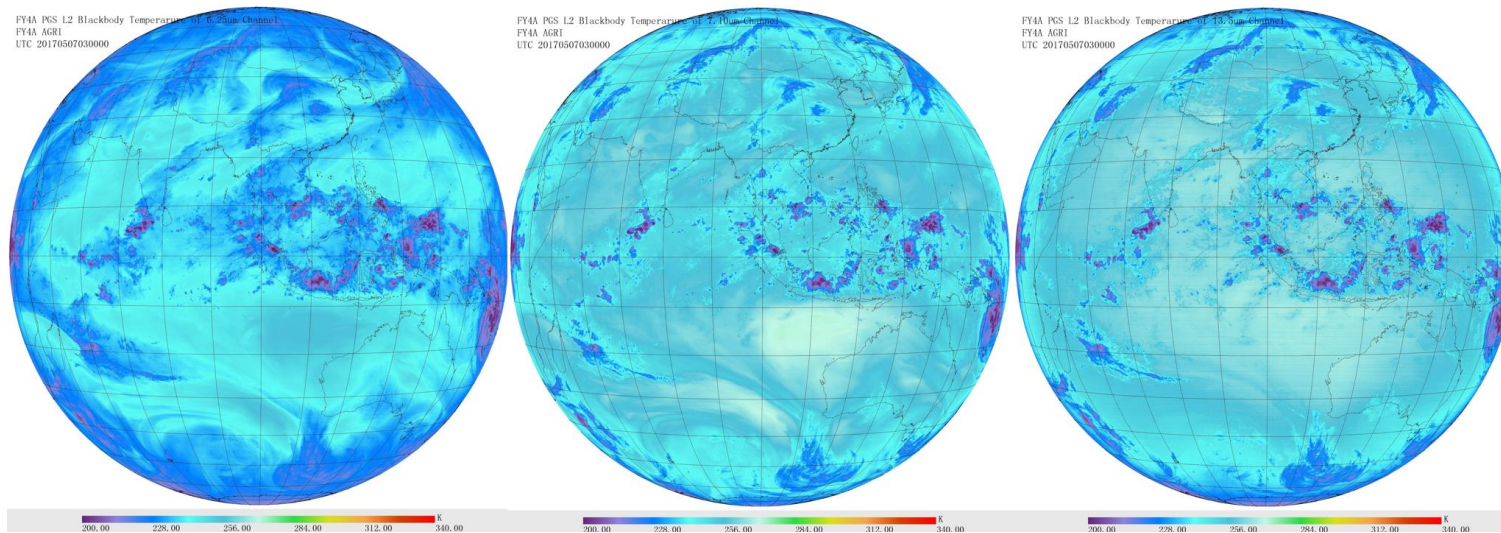 FY4A PGS L2 Blackbody Temperarure of 6.25um Channel
FY4A AGRI
UTC 20170507030000
K
200.00 228.00 256.00 284.00 312.00 340.00
FY4A PGS L2 Blackbody Temperarure of 7.10um Channel
FY4A AGRI
UTC 20170507030000
K
200.00 228.00 256.00 284.00 312.00 340.00
FY4A PGS L2 Blackbody Temperarure of 13.5um Channel
FY4A AGRI
UTC 20170507030000
K
200.00 228.00 256.00 284.00 312.00 340.00